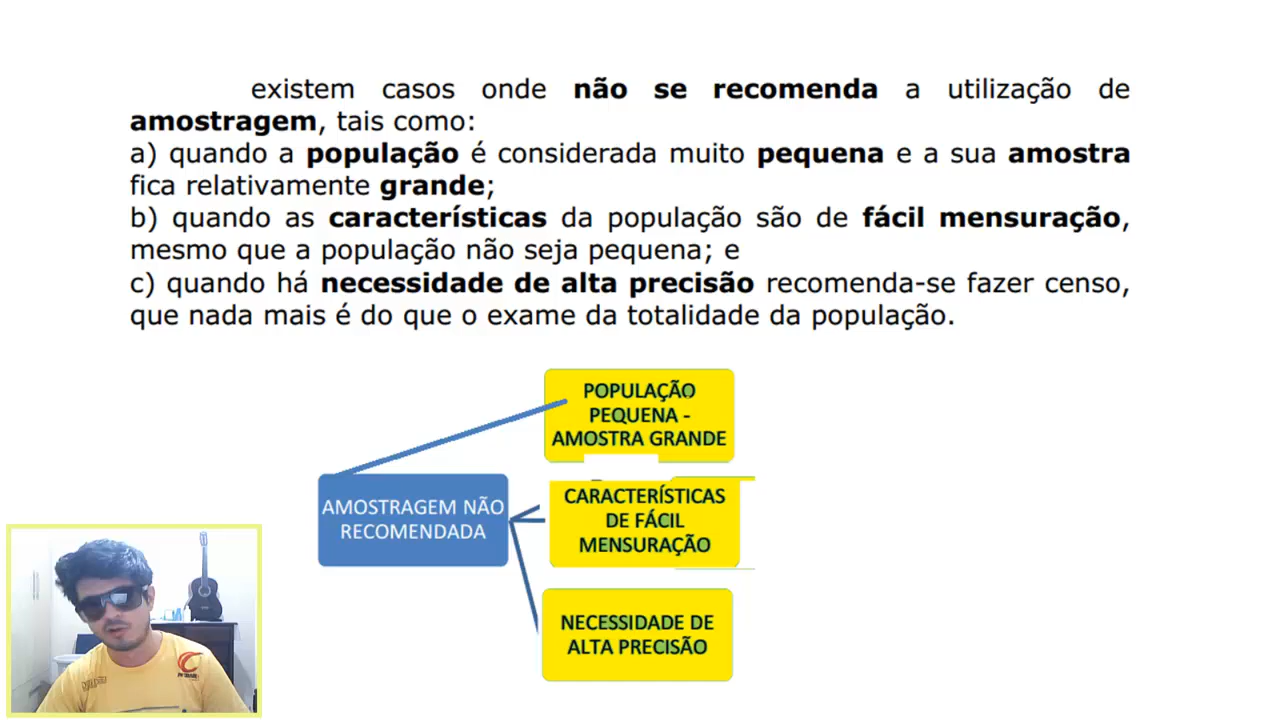 existem casos onde não se recomenda a utilização de
amostragem, tais como:
a) quando a população é considerada muito pequena e a sua amostra
fica relativamente grande;
b) quando as características da população são de fácil mensuração,
mesmo que a população não seja pequena; e
c) quando há necessidade de alta precisão recomenda-se fazer censo,
que nada mais é do que o exame da totalidade da população.
POPULAÇÃO
PEQUENA -
AMOSTRA GRANDE
AMOSTRAGEM NÃO
RECOMENDADA
CARACTERÍSTICAS
DE FÁCIL
MENSURAÇÃO
NECESSIDADE DE
ALTA PRECISÃO